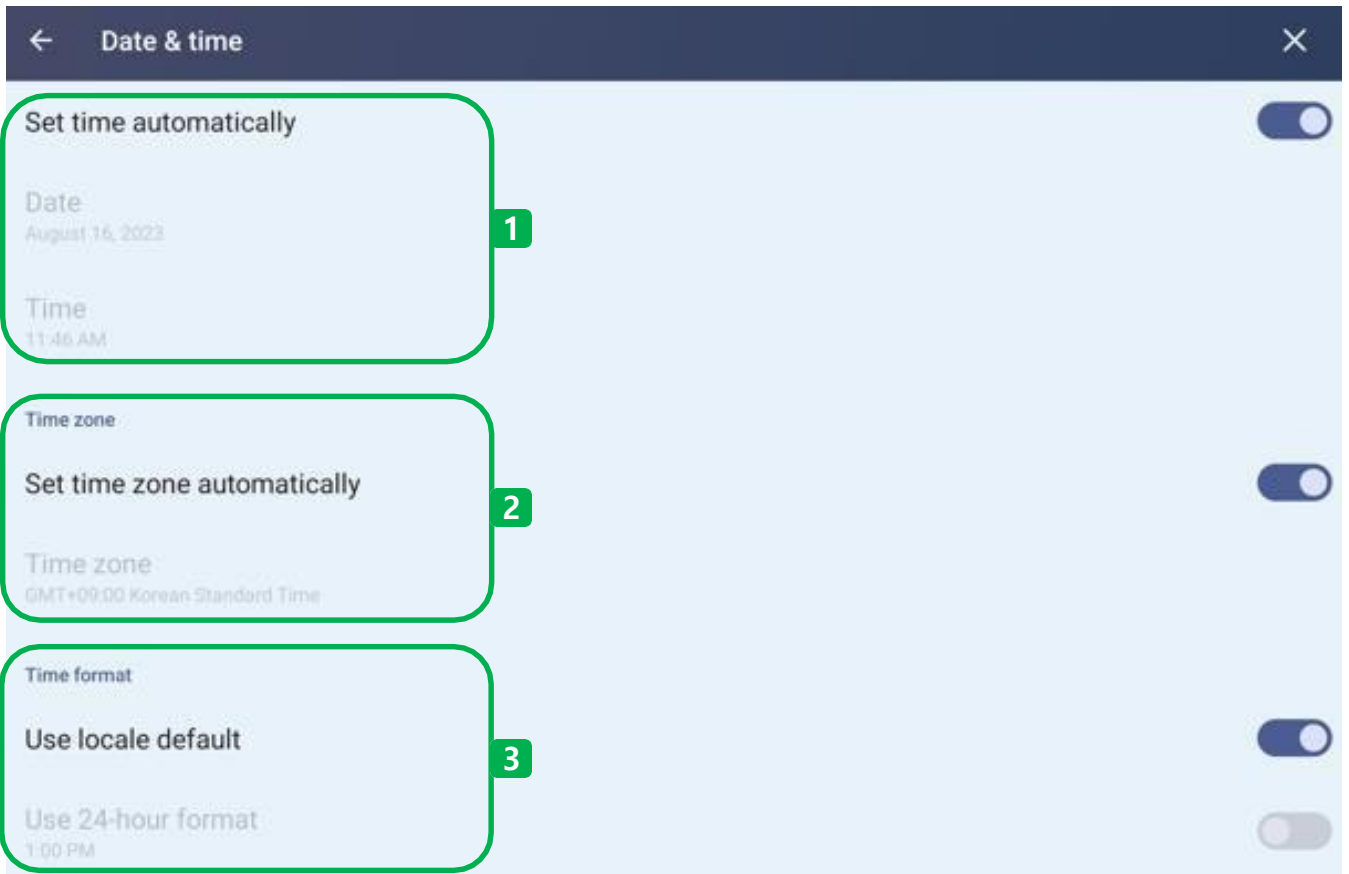 Date & time
Set time automatically
Date
August 16, 2023
1
Time
11:46 AM
Time zone
Set time zone automatically
2
Time zone
GMT+09:00 Korean Standard Time
Time format
Use locale default
3
Use 24-hour format
1:00 PM